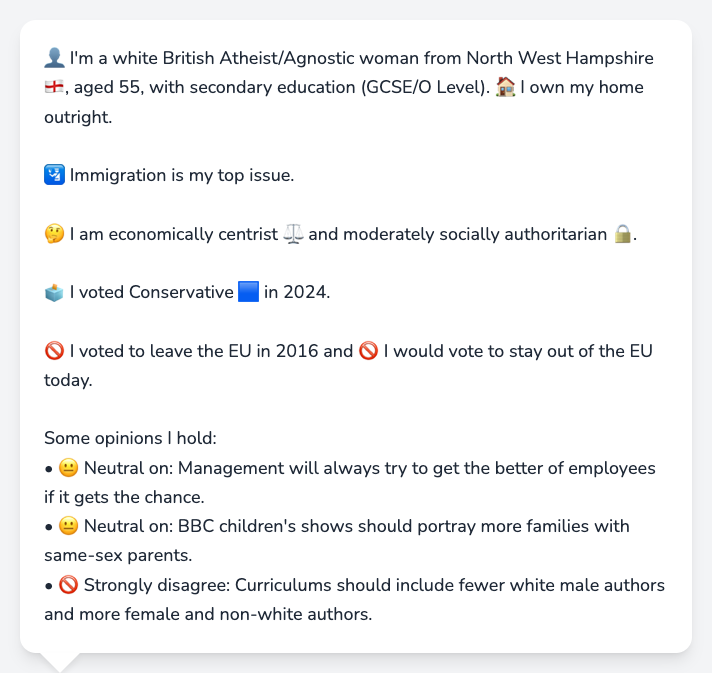 👤 I'm a white British Atheist/Agnostic woman from North West Hampshire
🏴󠁧󠁢󠁥󠁮󠁧󠁿, aged 55, with secondary education (GCSE/O Level). 🏠 I own my home
outright.
🛂 Immigration is my top issue.
🤔 I am economically centrist ⚖️ and moderately socially authoritarian 🔒.
🗳️ I voted Conservative 🟦 in 2024.
🚫 I voted to leave the EU in 2016 and 🚫 I would vote to stay out of the EU
today.
Some opinions I hold:
• 😐 Neutral on: Management will always try to get the better of employees
if it gets the chance.
• 😐 Neutral on: BBC children's shows should portray more families with
same-sex parents.
• 🚫 Strongly disagree: Curriculums should include fewer white male authors
and more female and non-white authors.